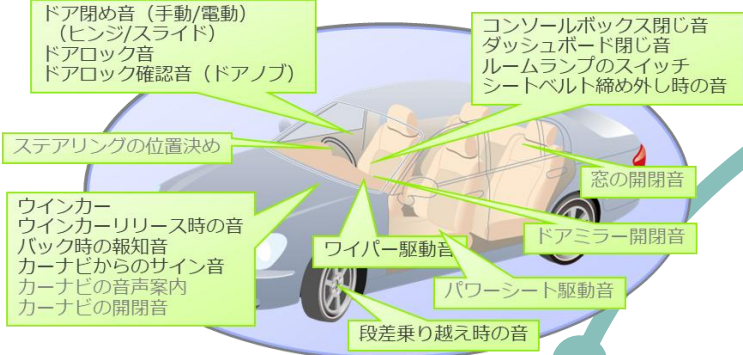 ドア閉め音（手動/電動）
（ヒンジ/スライド）
ドアロック音
ドアロック確認音（ドアノブ）
コンソールボックス閉じ音
ダッシュボード閉じ音
ルームランプのスイッチ
シートベルト締め外し時の音
ステアリングの位置決め
窓の開閉音
ウインカー
ウインカーリリース時の音
バック時の報知音
カーナビからのサイン音
カーナビの音声案内
カーナビの開閉音
ワイパー駆動音
ドアミラー開閉音
パワーシート駆動音
段差乗り越え時の音